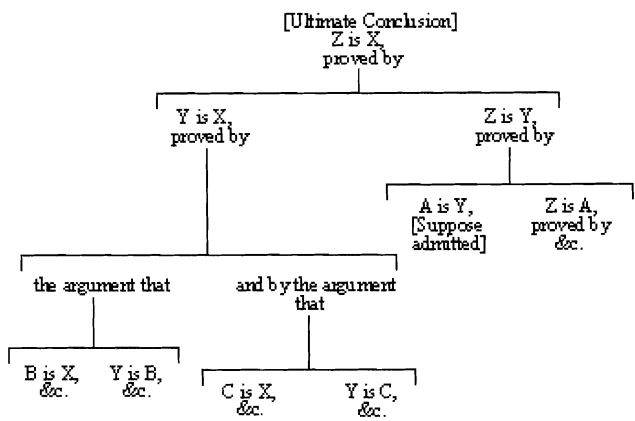 [Ultimate Conclusion]
Z is X,
proved by
Y is X,
proved by
Z is Y,
proved by
A is Y,
[Suppose
admitted]
Z is A,
proved by
&c.
the argument that
and by the argument
that
B is X,
&c.
Y is B,
&c.
C is X,
&c.
Y is C,
&c.